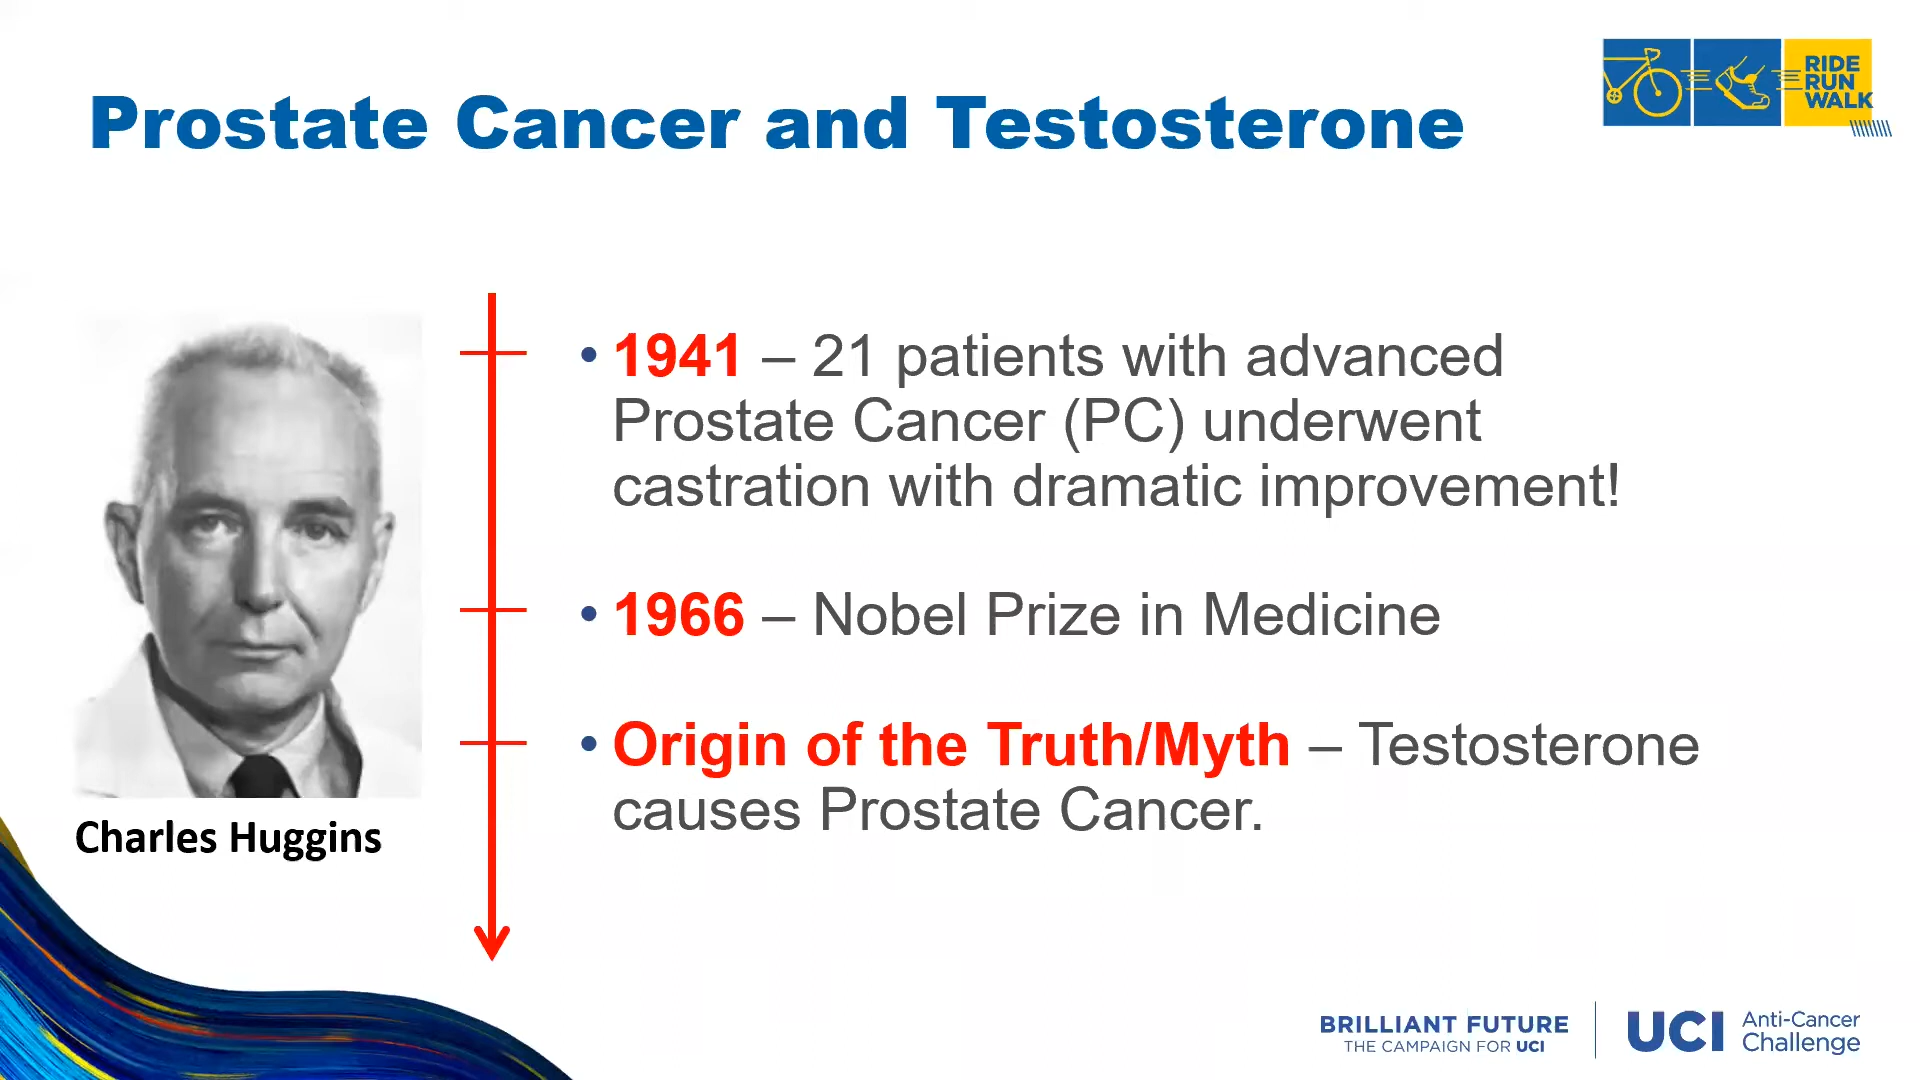 Prostate Cancer and Testosterone
RIDE
RUN
WALK
• 1941 – 21 patients with advanced
Prostate Cancer (PC) underwent
castration with dramatic improvement!
• 1966 – Nobel Prize in Medicine
• Origin of the Truth/Myth – Testosterone
causes Prostate Cancer.
Charles Huggins
BRILLIANT FUTURE
THE CAMPAIGN FOR UCI
UCI Anti-Cancer
Challenge